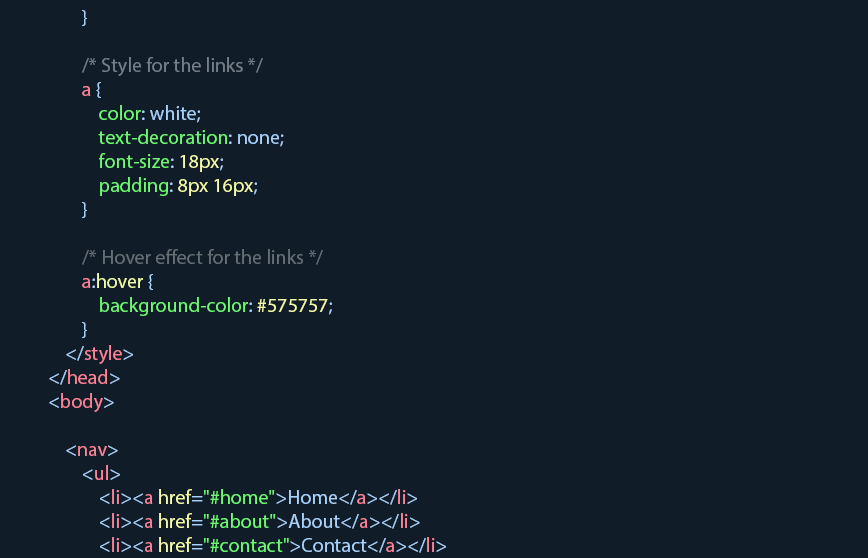 }
/* Style for the links */
a {
color: white;
text-decoration: none;
font-size: 18px;
padding: 8px 16px;
}
/* Hover effect for the links */
a:hover {
background-color: #575757;
}
</style>
</head>
<body>
<nav>
<ul>
<li><a href="#home">Home</a></li>
<li><a href="#about">About</a></li>
<li><a href="#contact">Contact</a></li>